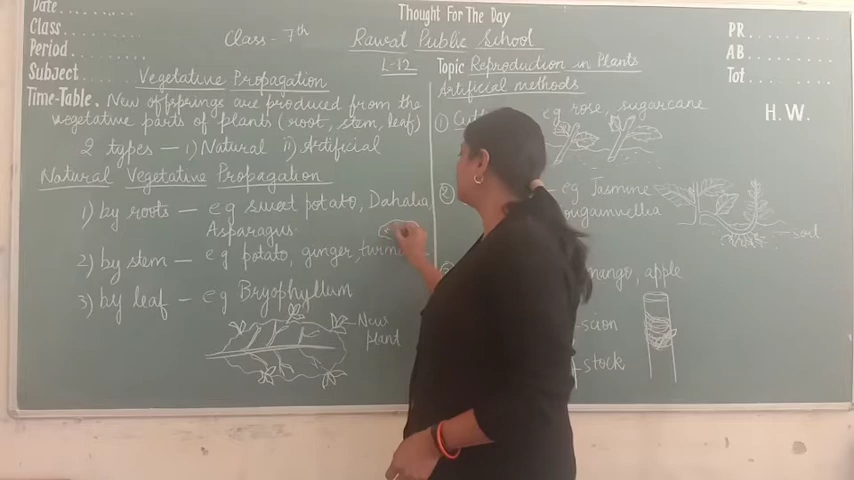 Thought For The Day
Date
Class
Period
Subject
Time-Table.
Class - 7th
Rawat Public School
L-12
Topic Reproduction in Plants
PR
AB
Tot
H.W.
Vegetative Propagation
New offsprings are produced from the
vegetative parts of plants (root, stem, leaf)
2 types — i) Natural ii) Artificial
Natural Vegetative Propagation
1) by roots — eg sweet potato, Dahalia
Asparagus
2) by stem — eg potato, ginger,
3) by leaf — eg Bryophyllum
New
plant
Artificial methods
① eg rose, sugarcane
② — eg Jasmine
soil
mango, apple
scion
stock